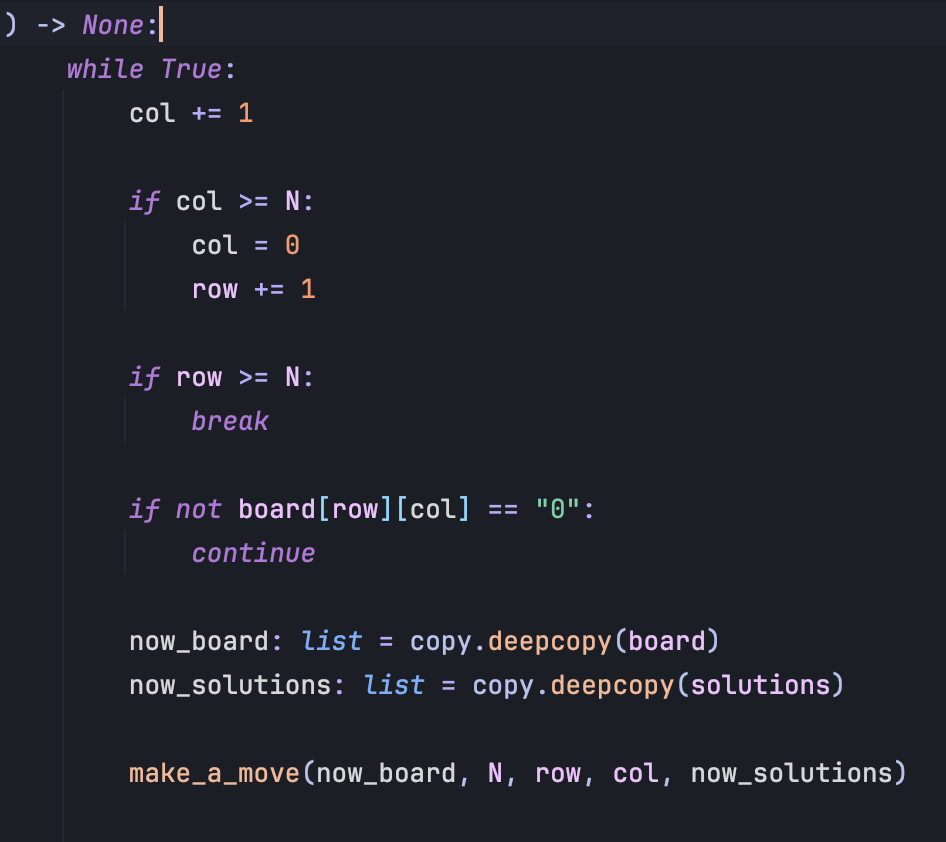 ) -> None:
while True:
col += 1
if col >= N:
col = 0
row += 1
if row >= N:
break
if not board[row][col] == "0":
continue
now_board: list = copy.deepcopy(board)
now_solutions: list = copy.deepcopy(solutions)
make_a_move(now_board, N, row, col, now_solutions)